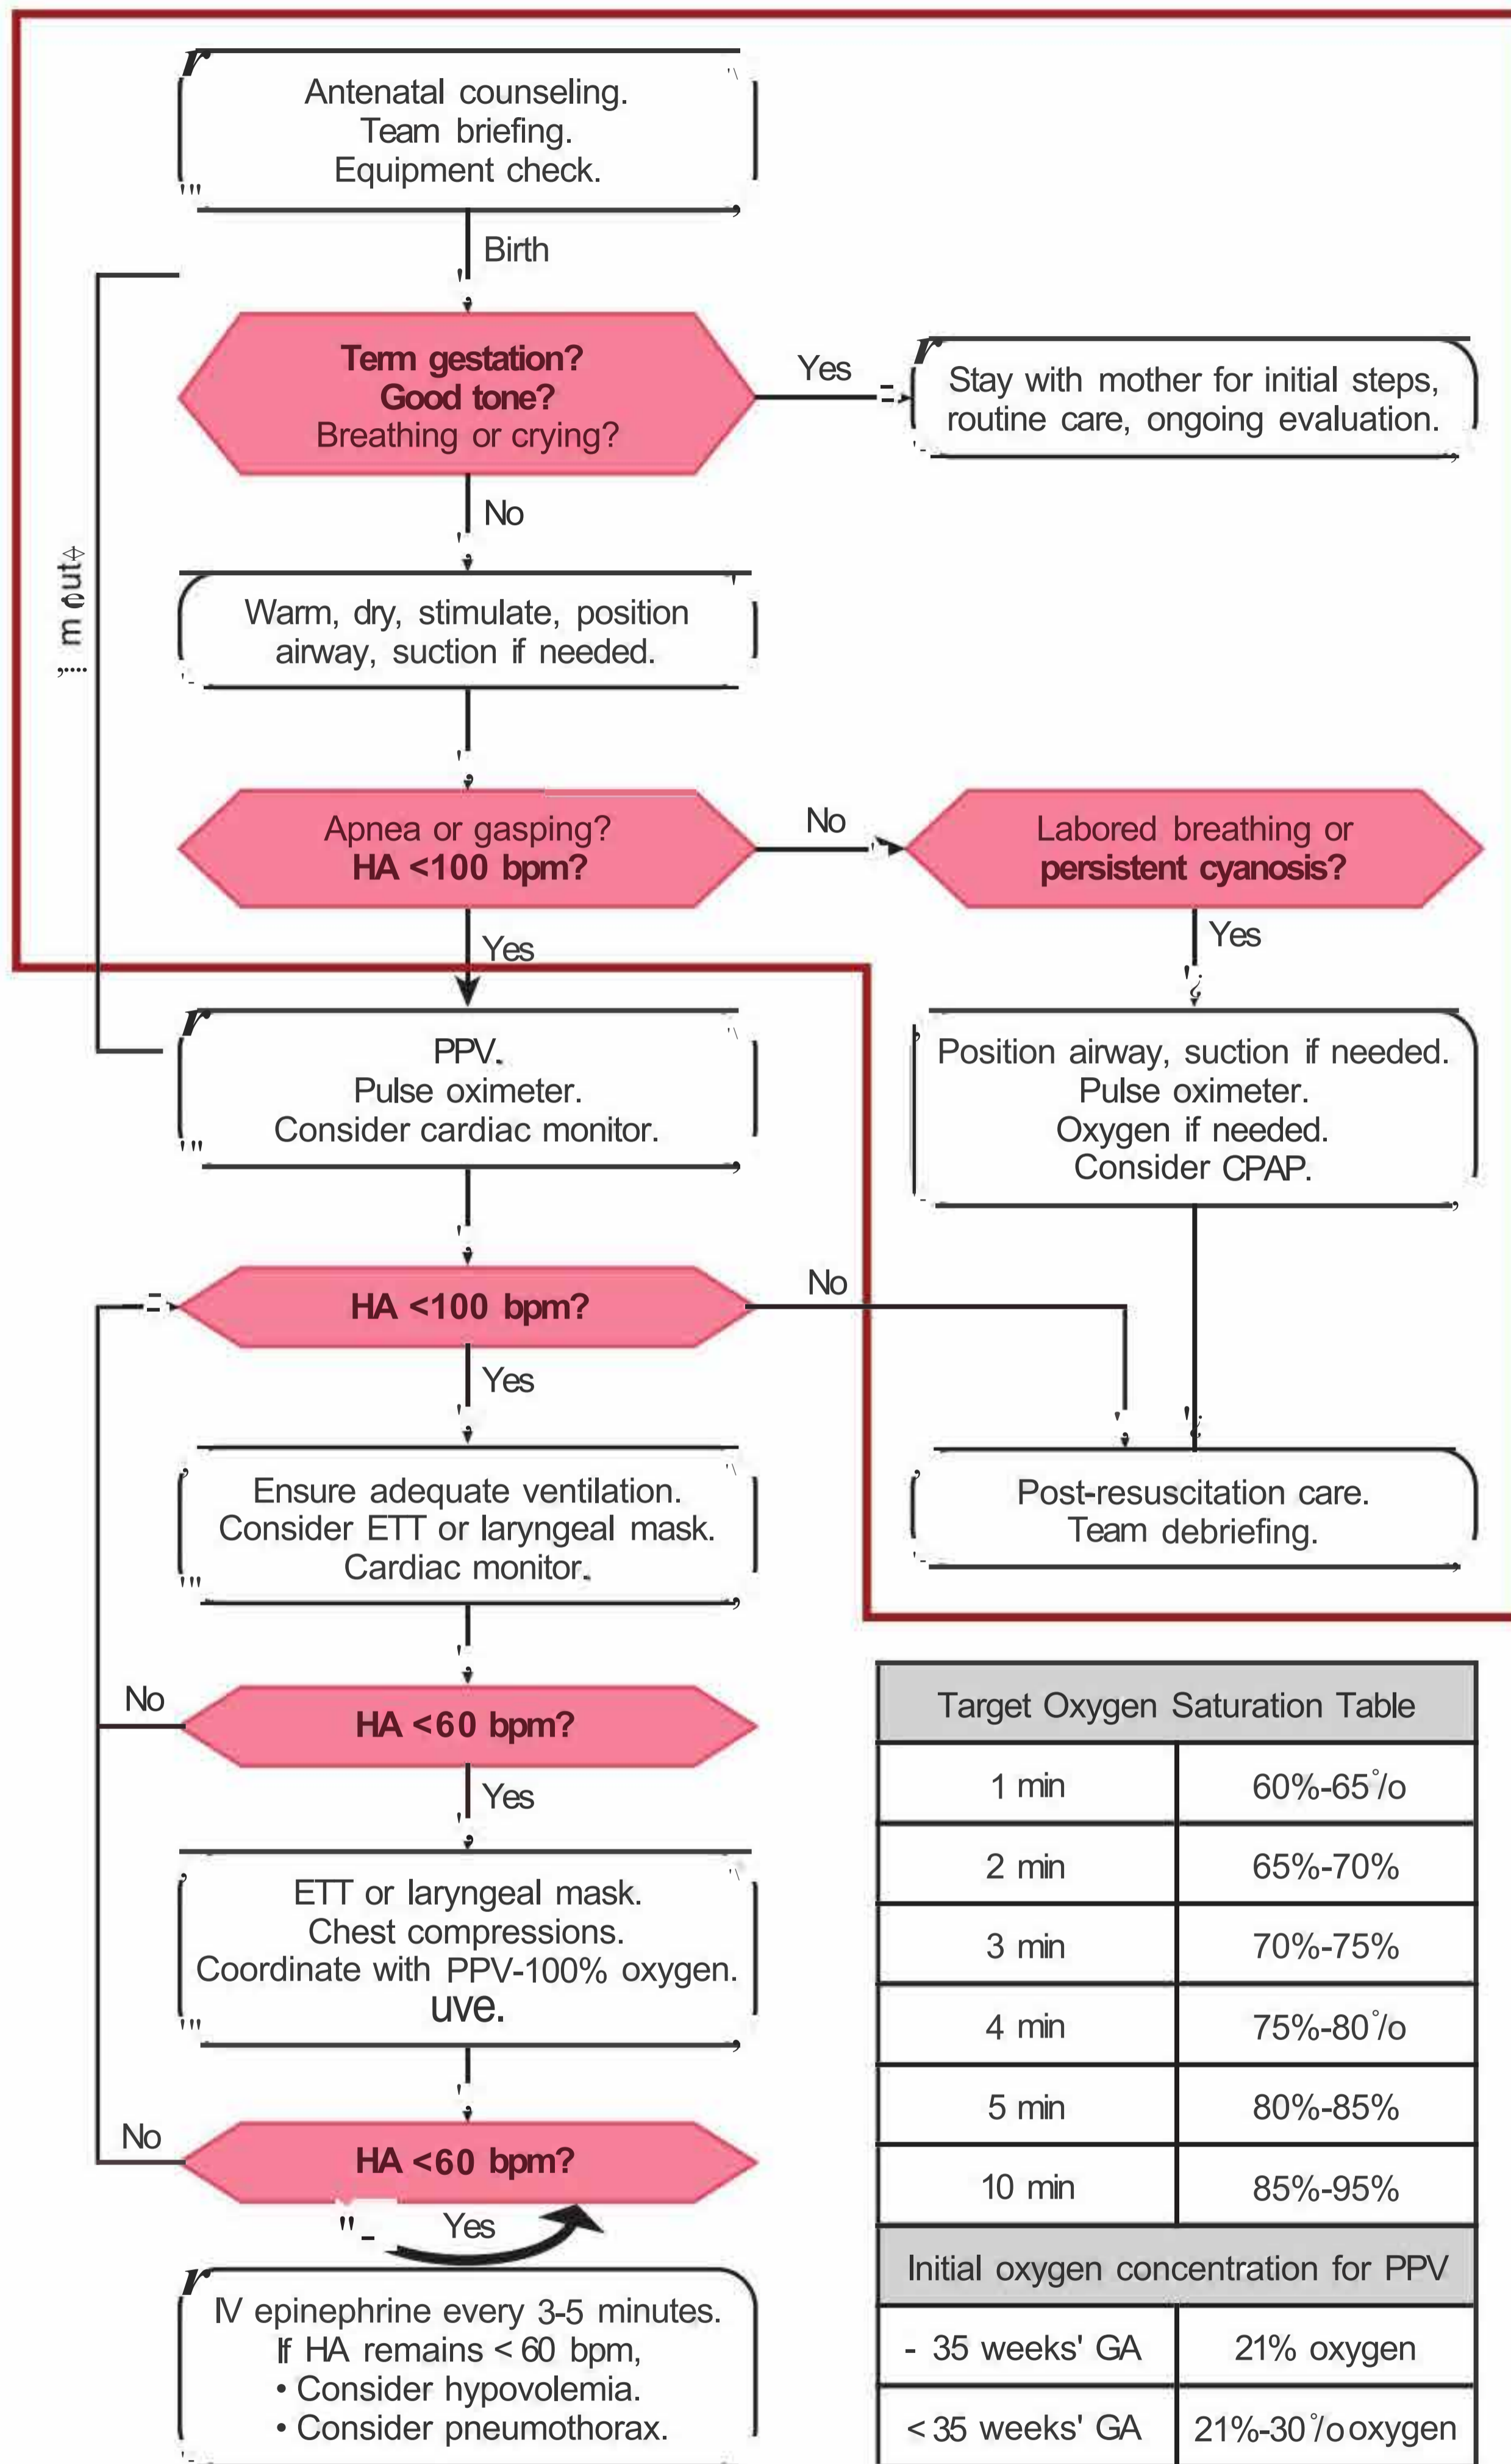 Antenatal counseling.
Team briefing.
Equipment check.
Birth
Term gestation?
Good tone?
Breathing or crying?
Yes
Stay with mother for initial steps,
routine care, ongoing evaluation.
No
Warm, dry, stimulate, position
airway, suction if needed.
Apnea or gasping?
HA <100 bpm?
No
Labored breathing or
persistent cyanosis?
Yes
Yes
PPV.
Pulse oximeter.
Consider cardiac monitor.
Position airway, suction if needed.
Pulse oximeter.
Oxygen if needed.
Consider CPAP.
HA <100 bpm?
No
Yes
Ensure adequate ventilation.
Consider ETT or laryngeal mask.
Cardiac monitor.
Post-resuscitation care.
Team debriefing.
No
HA <60 bpm?
Yes
ETT or laryngeal mask.
Chest compressions.
Coordinate with PPV-100% oxygen.
uve.
No
HA <60 bpm?
Yes
IV epinephrine every 3-5 minutes.
If HA remains < 60 bpm,
• Consider hypovolemia.
• Consider pneumothorax.
Target Oxygen Saturation Table
1 min 60%-65°/o
2 min 65%-70%
3 min 70%-75%
4 min 75%-80°/o
5 min 80%-85%
10 min 85%-95%
Initial oxygen concentration for PPV
- 35 weeks' GA 21% oxygen
< 35 weeks' GA 21%-30°/o oxygen